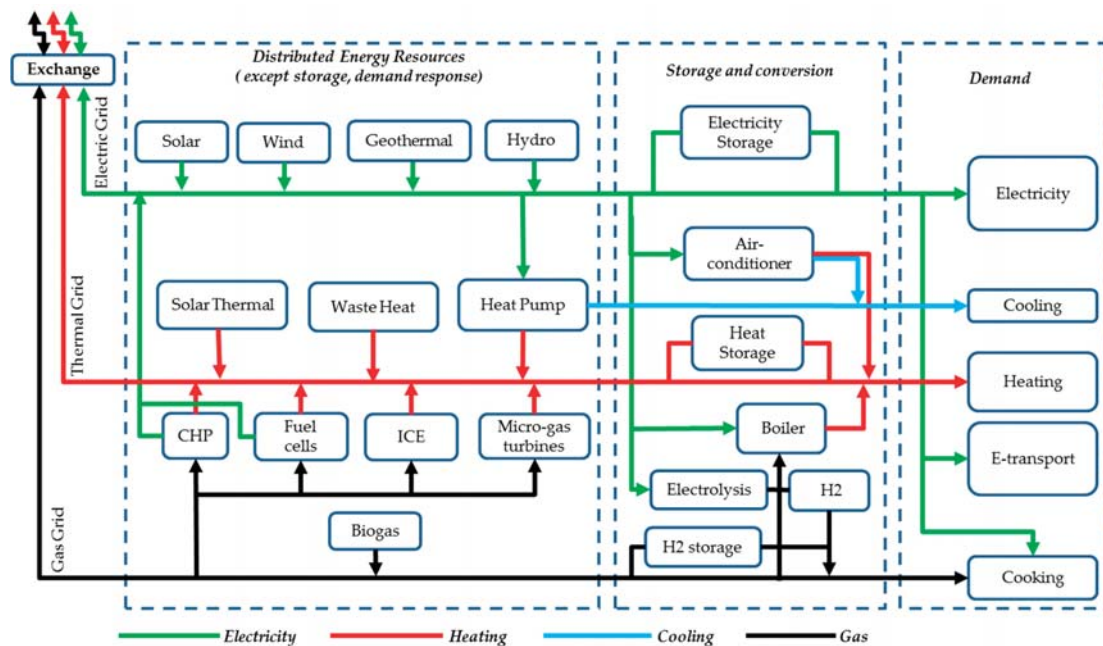 Exchange
Distributed Energy Resources
( except storage, demand response)
Storage and conversion
Demand
Electric Grid
Solar
Wind
Geothermal
Hydro
Electricity
Storage
Electricity
Air-
conditioner
Thermal Grid
Solar Thermal
Waste Heat
Heat Pump
Cooling
Heat
Storage
Heating
CHP
Fuel
cells
ICE
Micro-gas
turbines
Boiler
E-transport
Electrolysis
H2
Gas Grid
Biogas
H2 storage
Cooking
Electricity
Heating
Cooling
Gas